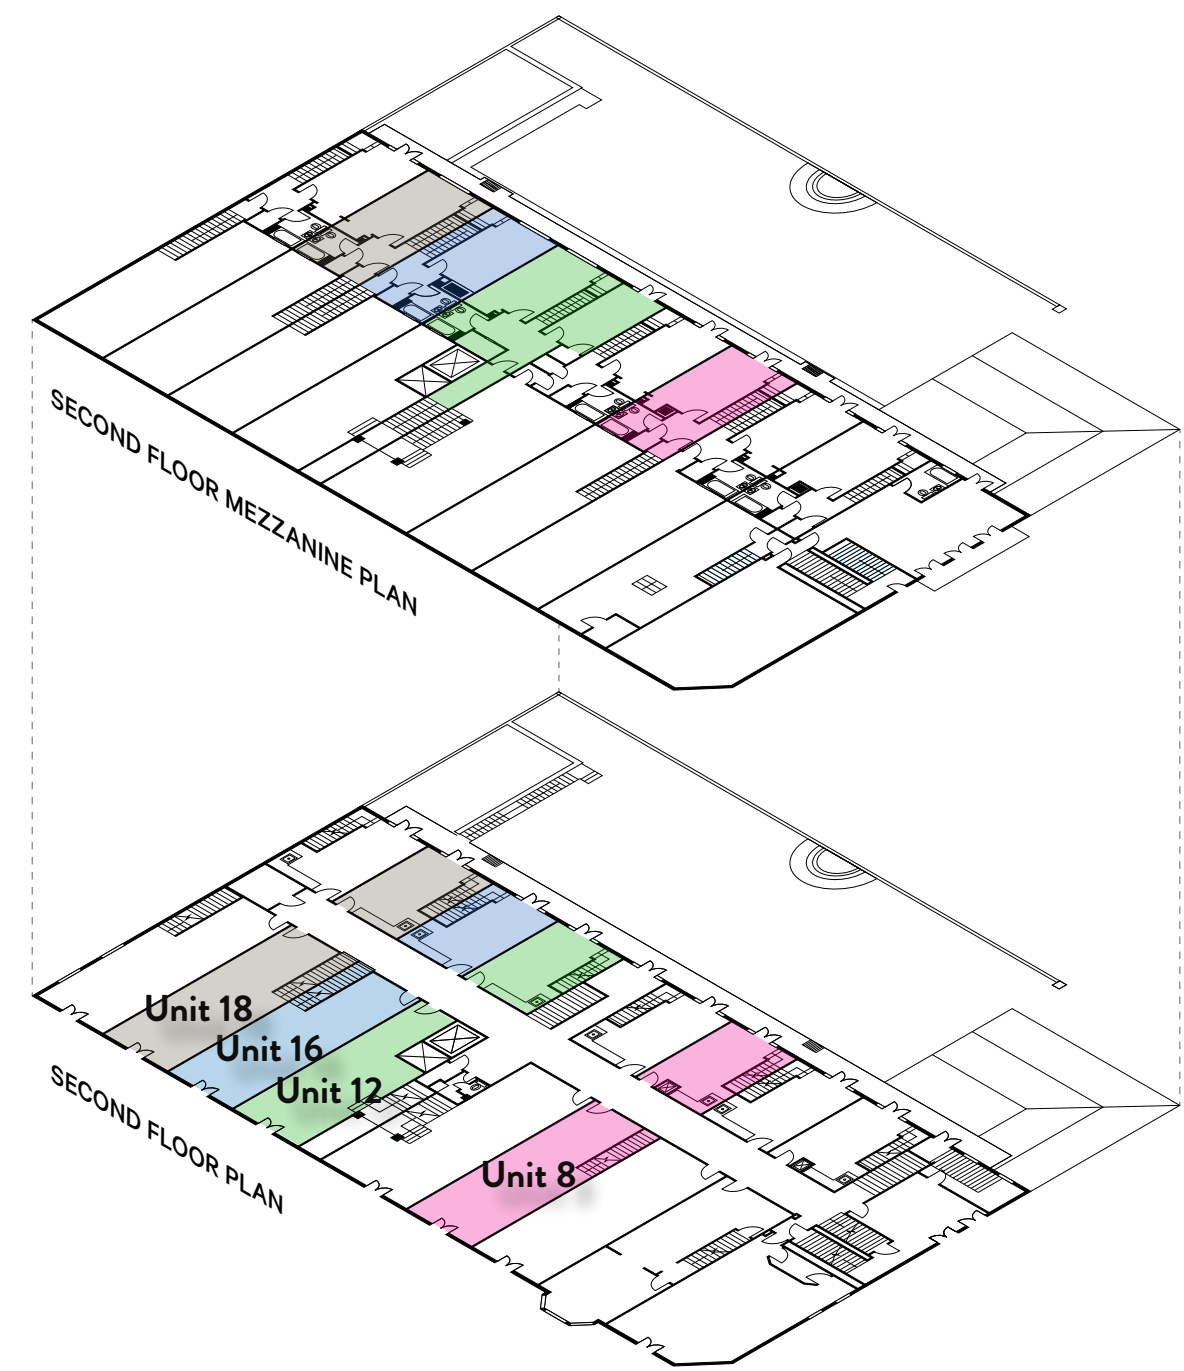 SECOND FLOOR MEZZANINE PLAN
Unit 18
Unit 16
Unit 12
SECOND FLOOR PLAN
Unit 8